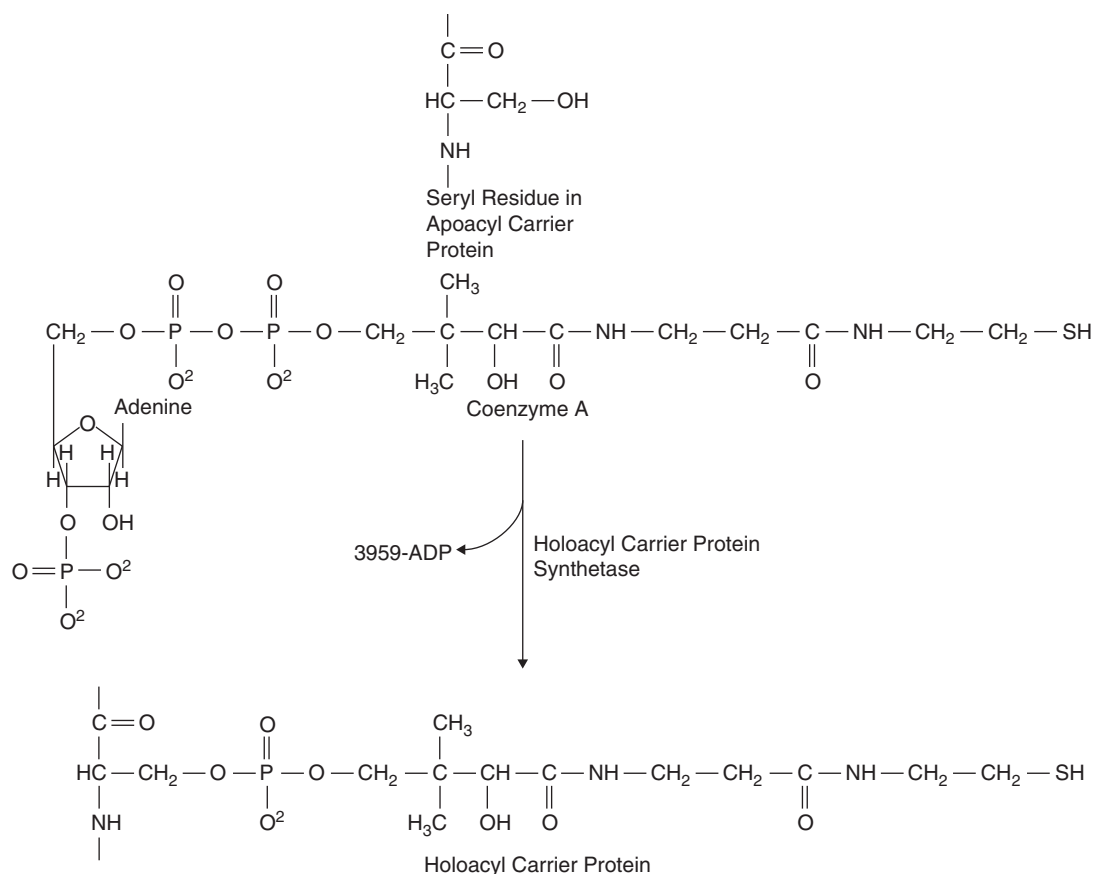 C=O
HC—CH₂—OH
NH
Seryl Residue in
Apoacyl Carrier
Protein
O O CH₃
CH₂—O—P—O—P—O—CH₂—C—CH—C—NH—CH₂—CH₂—C—NH—CH₂—CH₂—SH
O² O² H₃C OH O O
Adenine Coenzyme A
O
H H
H H
O OH
O=P—O²
O²
3959-ADP
Holoacyl Carrier Protein
Synthetase
C=O O CH₃
HC—CH₂—O—P—O—CH₂—C—CH—C—NH—CH₂—CH₂—C—NH—CH₂—CH₂—SH
NH O² H₃C OH O O
Holoacyl Carrier Protein